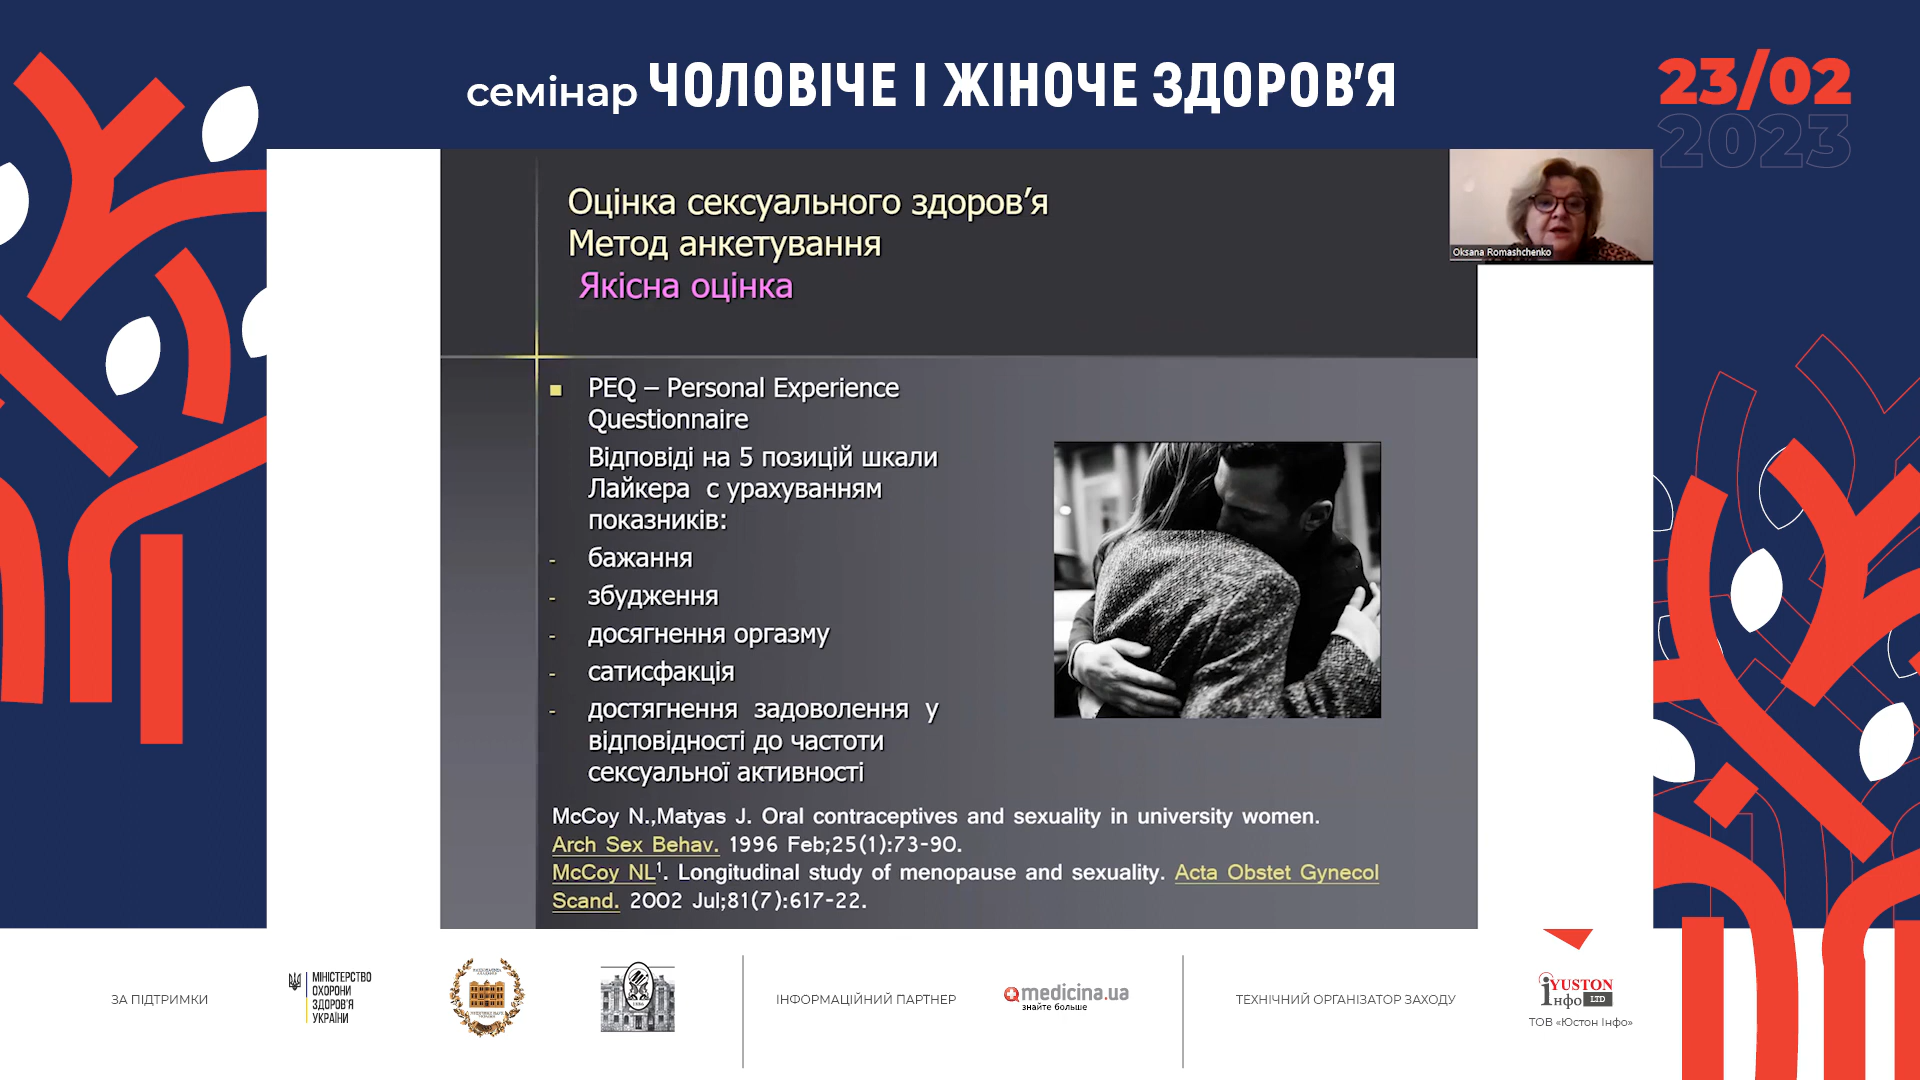 семінар ЧОЛОВІЧЕ І ЖІНОЧЕ ЗДОРОВ'Я
23/02
2023
Oksana Romashchenko
Оцінка сексуального здоров’я
Метод анкетування
Якісна оцінка
■ PEQ – Personal Experience
Questionnaire
Відповіді на 5 позицій шкали
Лайкера с урахуванням
показників:
- бажання
- збудження
- досягнення оргазму
- сатисфакція
- достягнення задоволення у
відповідності до частоти
сексуальної активності
McCoy N.,Matyas J. Oral contraceptives and sexuality in university women.
Arch Sex Behav. 1996 Feb;25(1):73-90.
McCoy NL1. Longitudinal study of menopause and sexuality. Acta Obstet Gynecol
Scand. 2002 Jul;81(7):617-22.
ЗА ПІДТРИМКИ
МІНІСТЕРСТВО
ОХОРОНИ
ЗДОРОВ'Я
УКРАЇНИ
ІНФОРМАЦІЙНИЙ ПАРТНЕР
medicina.ua
знайте больше
ТЕХНІЧНИЙ ОРГАНІЗАТОР ЗАХОДУ
iYUSTON
Інфо LTD
ТОВ «Юстон Інфо»